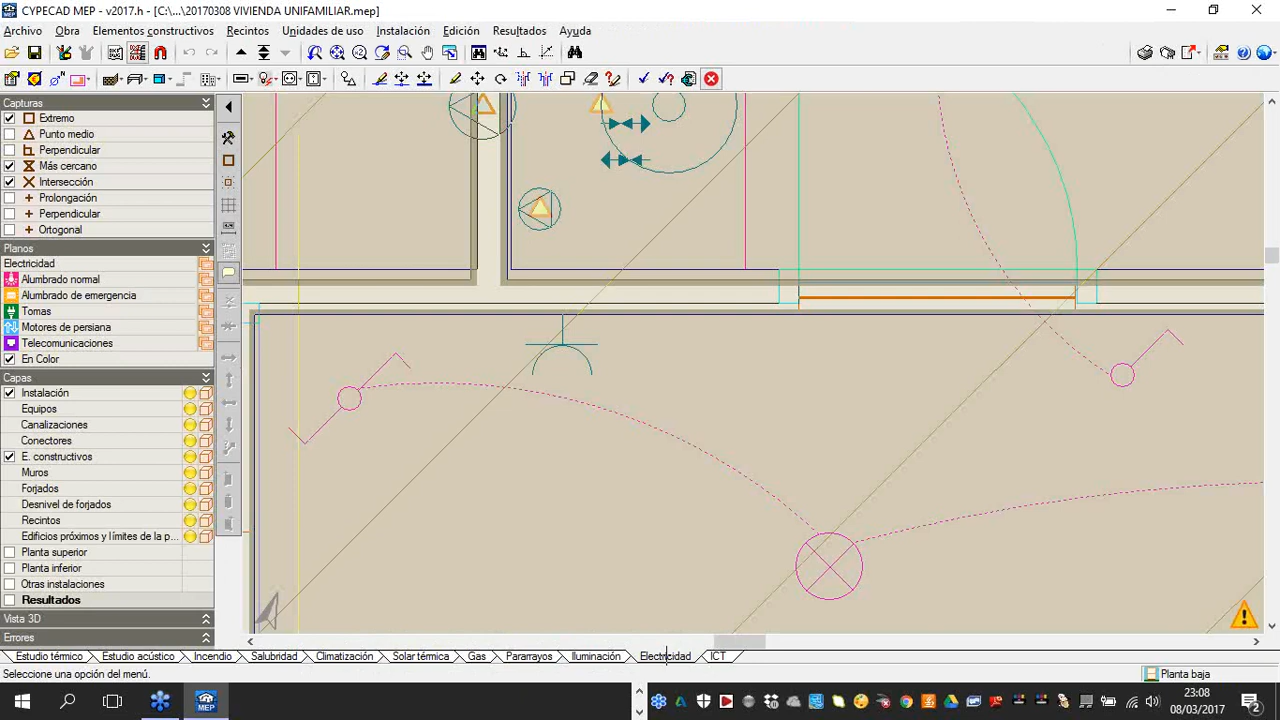 CYPECAD MEP - v2017.h - [C:\...\20170308 VIVIENDA UNIFAMILIAR.mep]
Archivo Obra Elementos constructivos Recintos Unidades de uso Instalación Edición Resultados Ayuda
Capturas
Extremo
Punto medio
Perpendicular
Más cercano
Intersección
Prolongación
Perpendicular
Ortogonal
Planos
Electricidad
Alumbrado normal
Alumbrado de emergencia
Tomas
Motores de persiana
Telecomunicaciones
En Color
Capas
Instalación
Equipos
Canalizaciones
Conectores
E. constructivos
Muros
Forjados
Desnivel de forjados
Recintos
Edificios próximos y límites de la p...
Planta superior
Planta inferior
Otras instalaciones
Resultados
Vista 3D
Errores
Estudio térmico Estudio acústico Incendio Salubridad Climatización Solar térmica Gas Pararrayos Iluminación Electricidad ICT
Seleccione una opción del menú.
Planta baja
MEP
23:08
08/03/2017
2